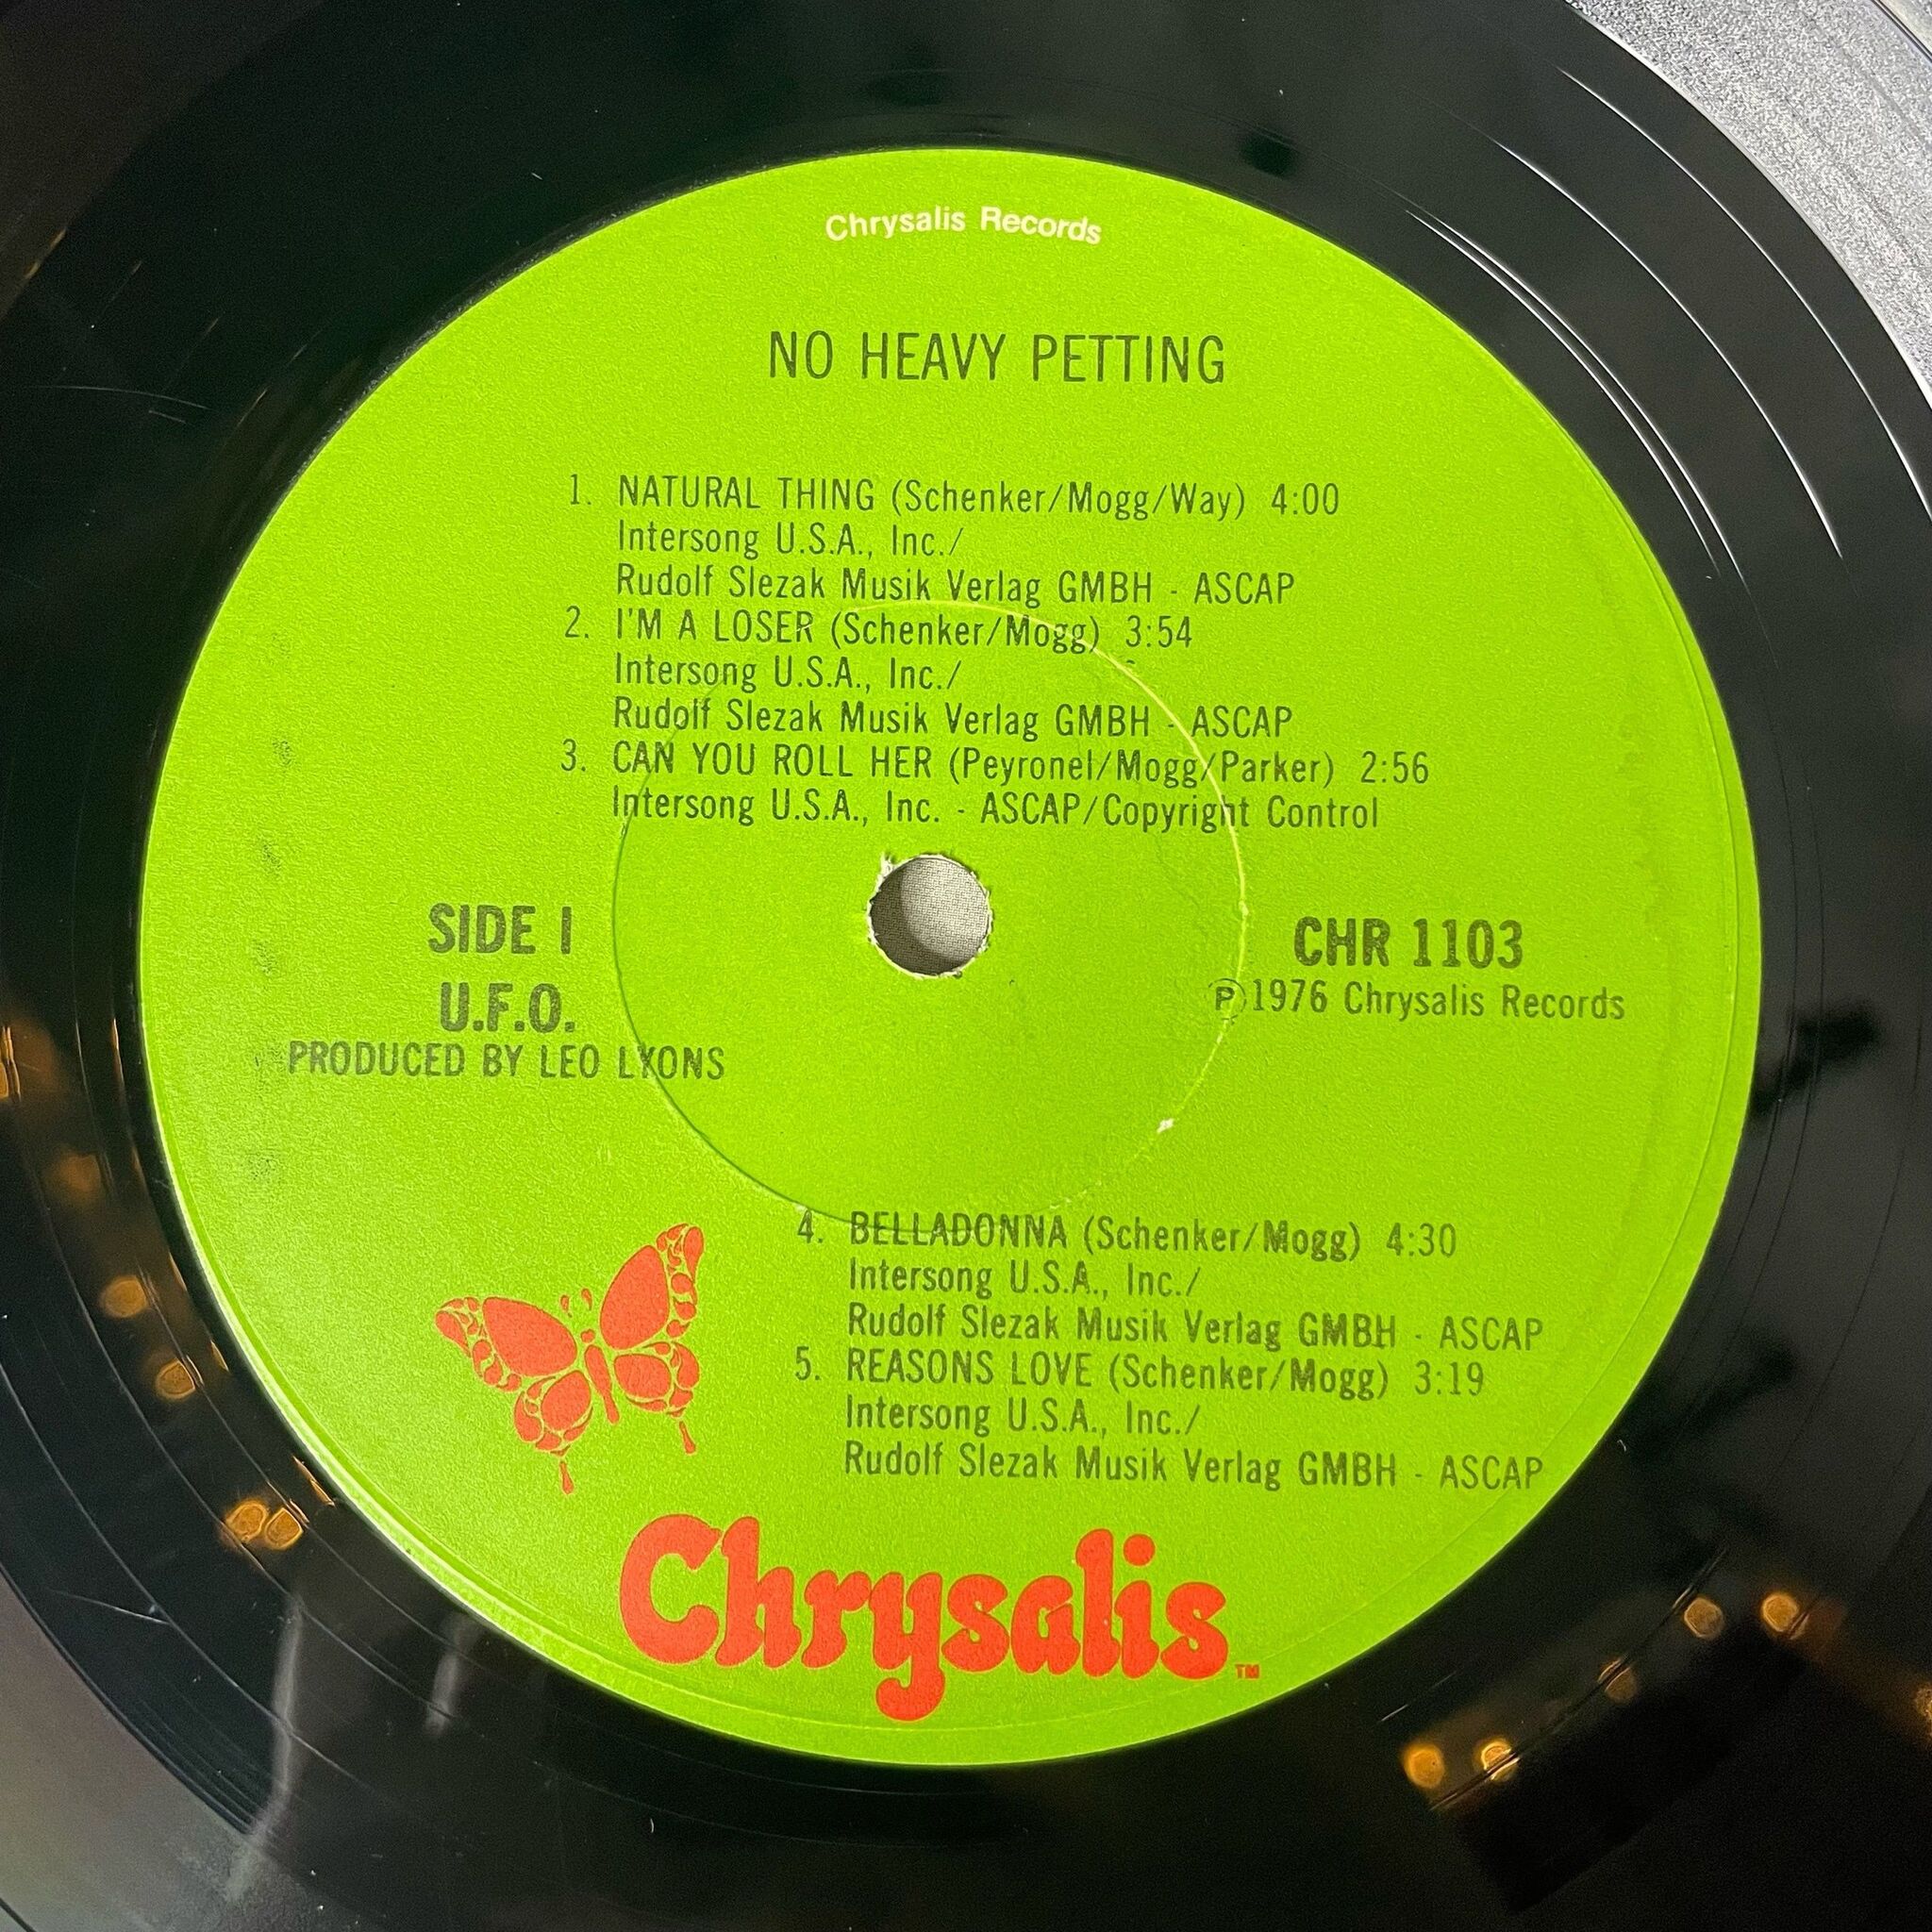 Chrysalis Records
NO HEAVY PETTING
1. NATURAL THING (Schenker/Mogg/Way) 4:00
Intersong U.S.A., Inc./
Rudolf Slezak Musik Verlag GMBH - ASCAP
2. I'M A LOSER (Schenker/Mogg) 3:54
Intersong U.S.A., Inc./
Rudolf Slezak Musik Verlag GMBH - ASCAP
3. CAN YOU ROLL HER (Peyronel/Mogg/Parker) 2:56
Intersong U.S.A., Inc. - ASCAP/Copyright Control
SIDE I
U.F.O.
PRODUCED BY LEO LYONS
CHR 1103
℗1976 Chrysalis Records
4. BELLADONNA (Schenker/Mogg) 4:30
Intersong U.S.A., Inc./
Rudolf Slezak Musik Verlag GMBH - ASCAP
5. REASONS LOVE (Schenker/Mogg) 3:19
Intersong U.S.A., Inc./
Rudolf Slezak Musik Verlag GMBH - ASCAP
Chrysalis TM